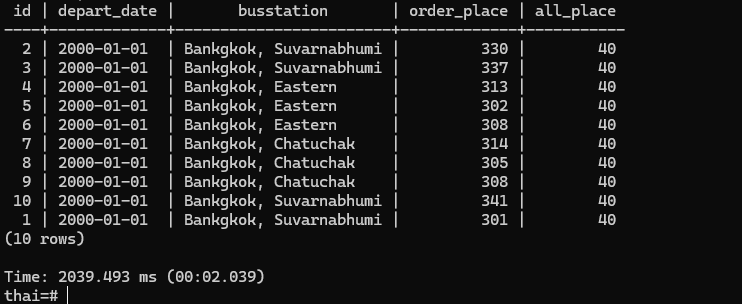 id | depart_date |       busstation       | order_place | all_place
----+-------------+------------------------+-------------+-----------
  2 | 2000-01-01  | Bankgkok, Suvarnabhumi |         330 |        40
  3 | 2000-01-01  | Bankgkok, Suvarnabhumi |         337 |        40
  4 | 2000-01-01  | Bankgkok, Eastern      |         313 |        40
  5 | 2000-01-01  | Bankgkok, Eastern      |         302 |        40
  6 | 2000-01-01  | Bankgkok, Eastern      |         308 |        40
  7 | 2000-01-01  | Bankgkok, Chatuchak    |         314 |        40
  8 | 2000-01-01  | Bankgkok, Chatuchak    |         305 |        40
  9 | 2000-01-01  | Bankgkok, Chatuchak    |         308 |        40
 10 | 2000-01-01  | Bankgkok, Suvarnabhumi |         341 |        40
  1 | 2000-01-01  | Bankgkok, Suvarnabhumi |         301 |        40
(10 rows)
Time: 2039.493 ms (00:02.039)
thai=#